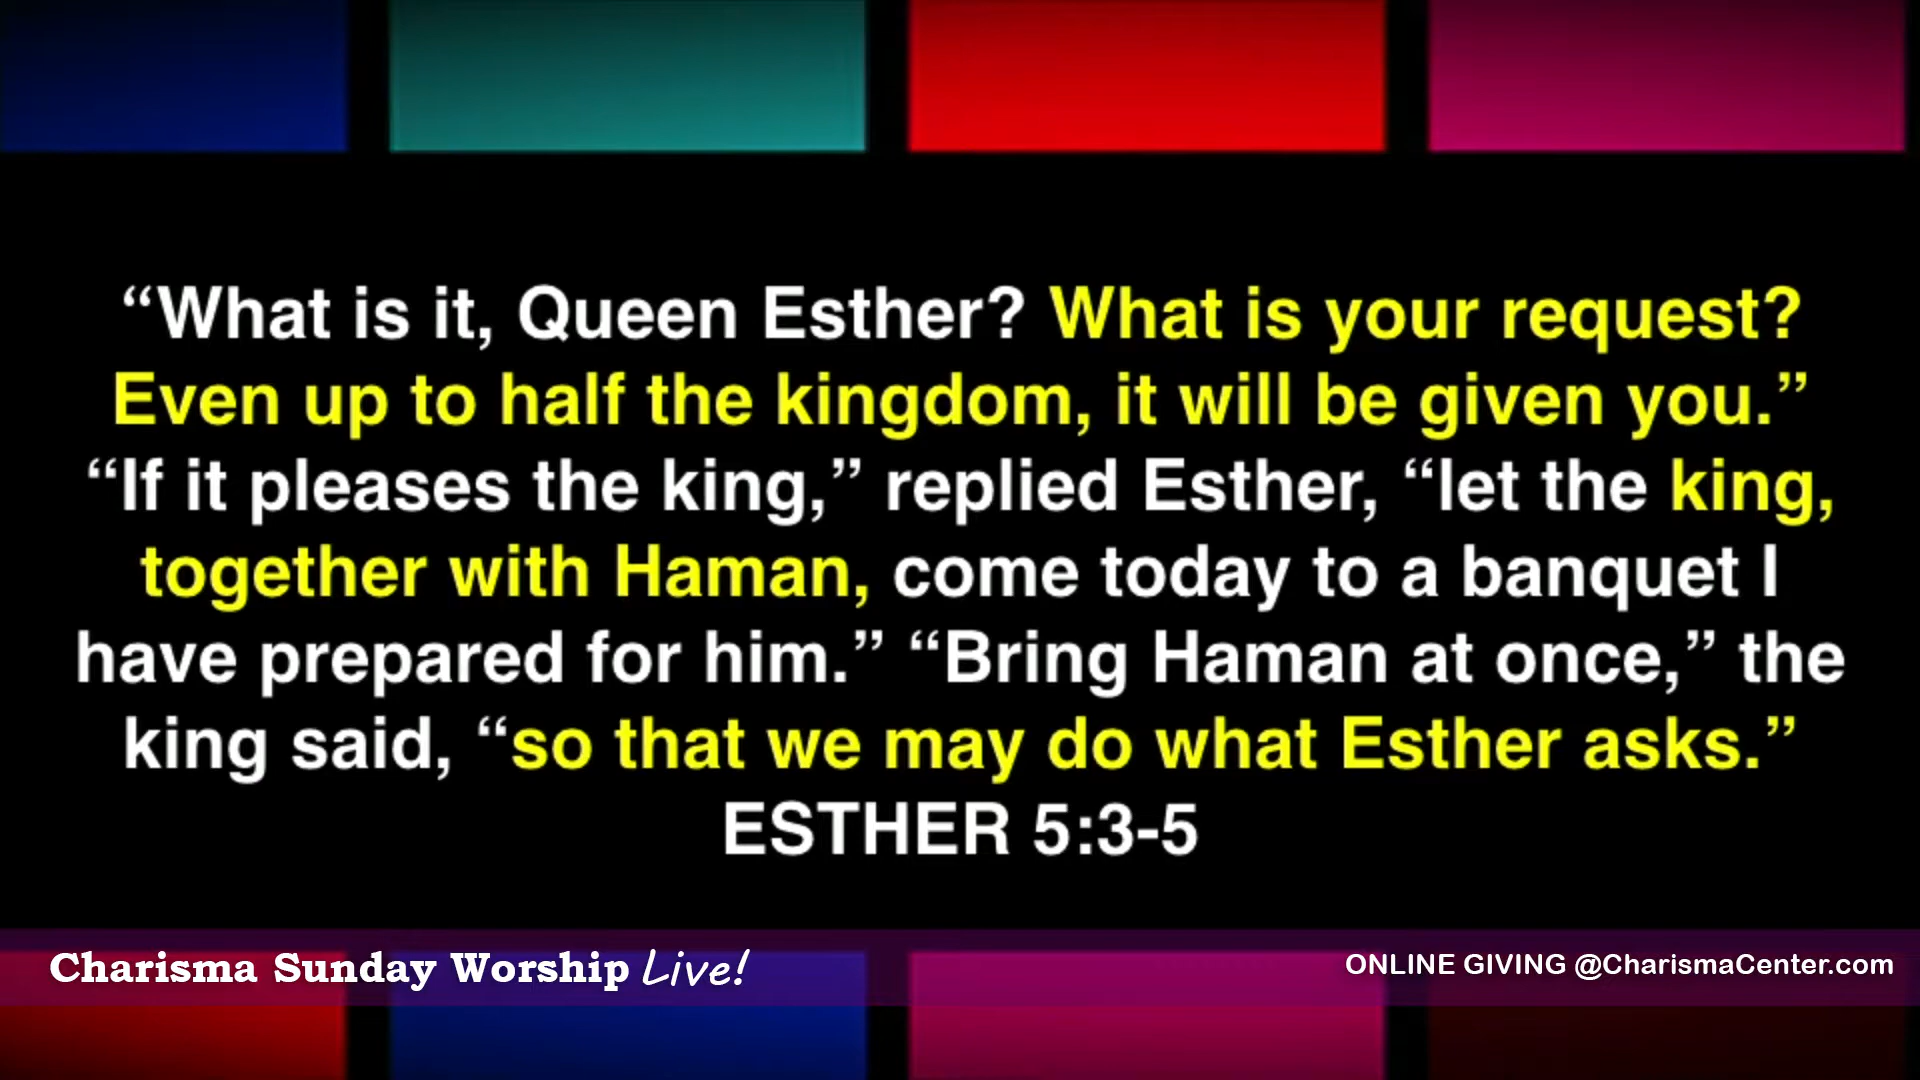 “What is it, Queen Esther? What is your request?
Even up to half the kingdom, it will be given you.”
“If it pleases the king,” replied Esther, “let the king,
together with Haman, come today to a banquet I
have prepared for him.” “Bring Haman at once,” the
king said, “so that we may do what Esther asks.”
ESTHER 5:3-5
Charisma Sunday Worship Live!
ONLINE GIVING @CharismaCenter.com